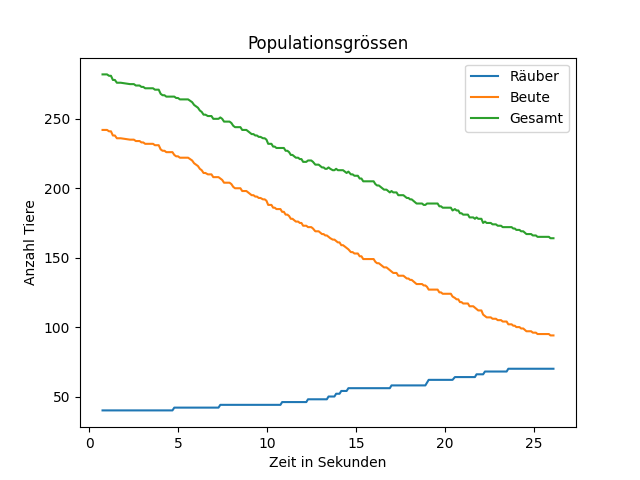 Populationsgrössen
Räuber
Beute
Gesamt
250
200
150
100
50
Anzahl Tiere
0 5 10 15 20 25
Zeit in Sekunden